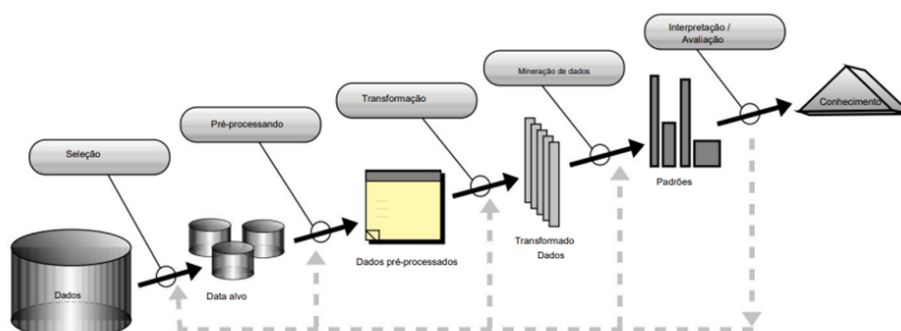 Interpretação /
Avaliação
Mineração de dados
Transformação
Pré-processando
Seleção
Dados
Data alvo
Dados pré-processados
Transformado
Dados
Padrões
Conhecimento